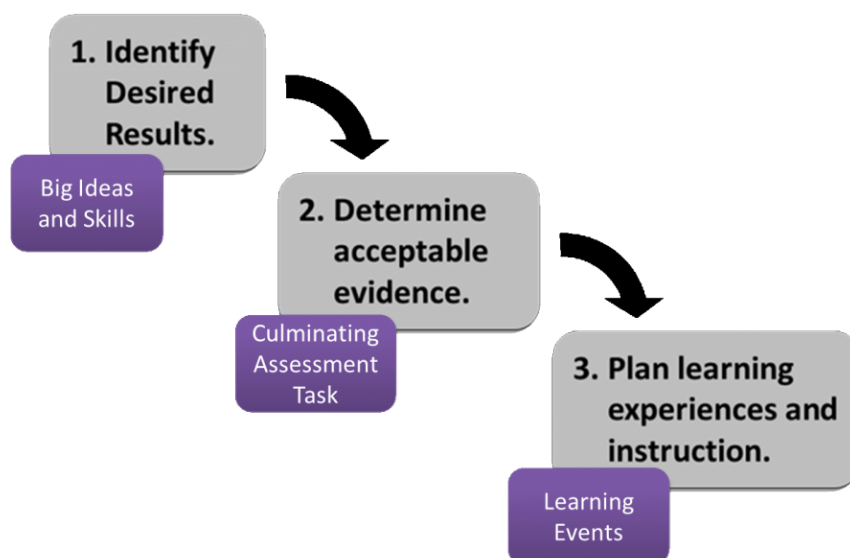 1. Identify
Desired
Results.
Big Ideas
and Skills
2. Determine
acceptable
evidence.
Culminating
Assessment
Task
3. Plan learning
experiences and
instruction.
Learning
Events